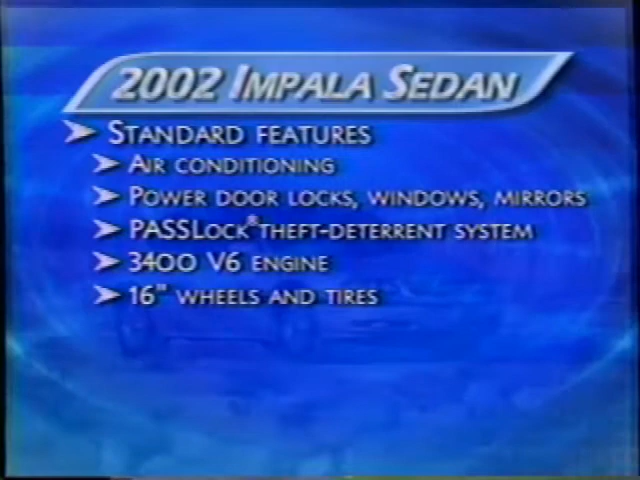 2002 IMPALA SEDAN
➤ STANDARD FEATURES
➤ AIR CONDITIONING
➤ POWER DOOR LOCKS, WINDOWS, MIRRORS
➤ PASSLOCK® THEFT-DETERRENT SYSTEM
➤ 3400 V6 ENGINE
➤ 16" WHEELS AND TIRES